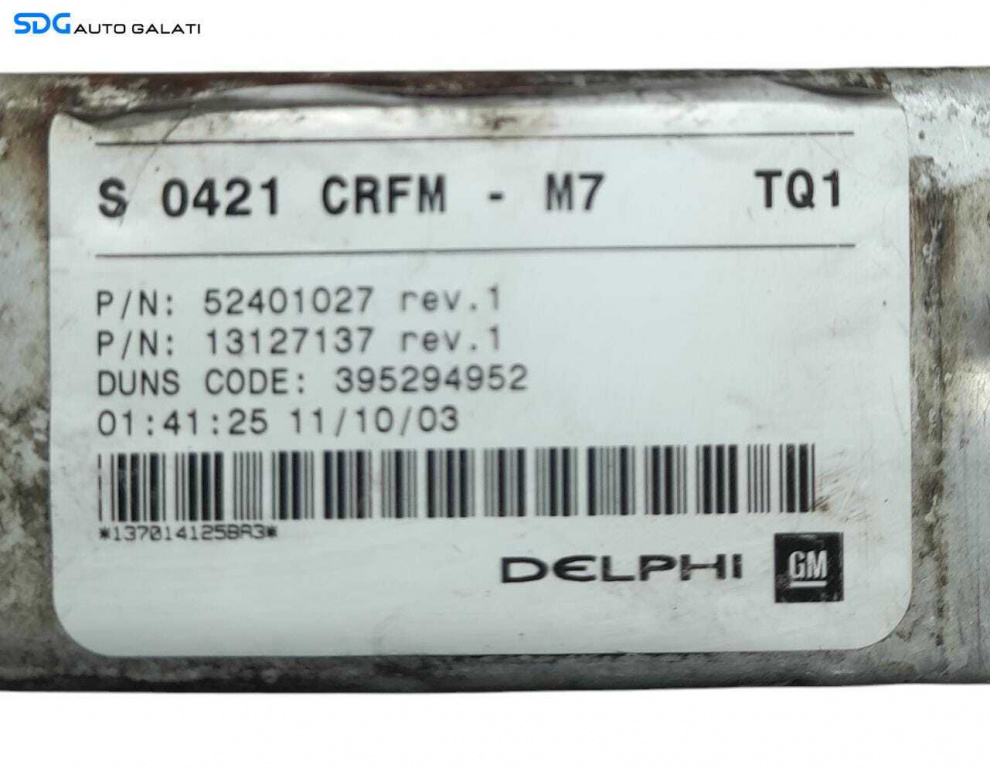 SDG AUTO GALATI
S 0421 CRFM - M7 TQ1
P/N: 52401027 rev.1
P/N: 13127137 rev.1
DUNS CODE: 395294952
01:41:25 11/10/03
*137014125BA3*
DELPHI GM